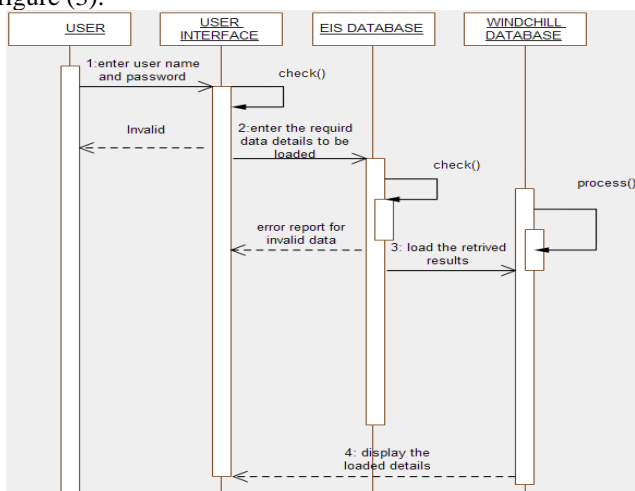 figure (3).
USER
USER
INTERFACE
EIS DATABASE
WINDCHILL
DATABASE
1:enter user name
and password
check()
Invalid
2:enter the requird
data details to be
loaded
check()
process()
error report for
invalid data
3: load the retrived
results
4: display the
loaded details